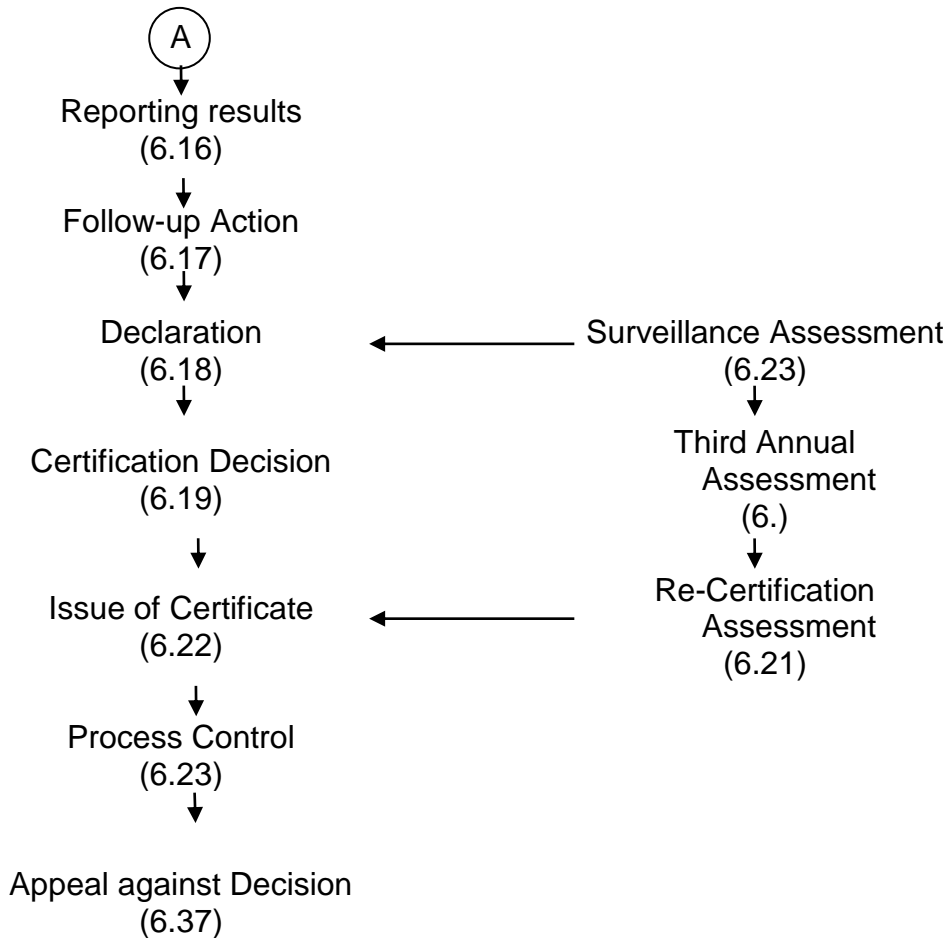 A
Reporting results
(6.16)
Follow-up Action
(6.17)
Declaration
(6.18)
Certification Decision
(6.19)
Issue of Certificate
(6.22)
Process Control
(6.23)
Appeal against Decision
(6.37)
Surveillance Assessment
(6.23)
Third Annual
Assessment
(6.)
Re-Certification
Assessment
(6.21)